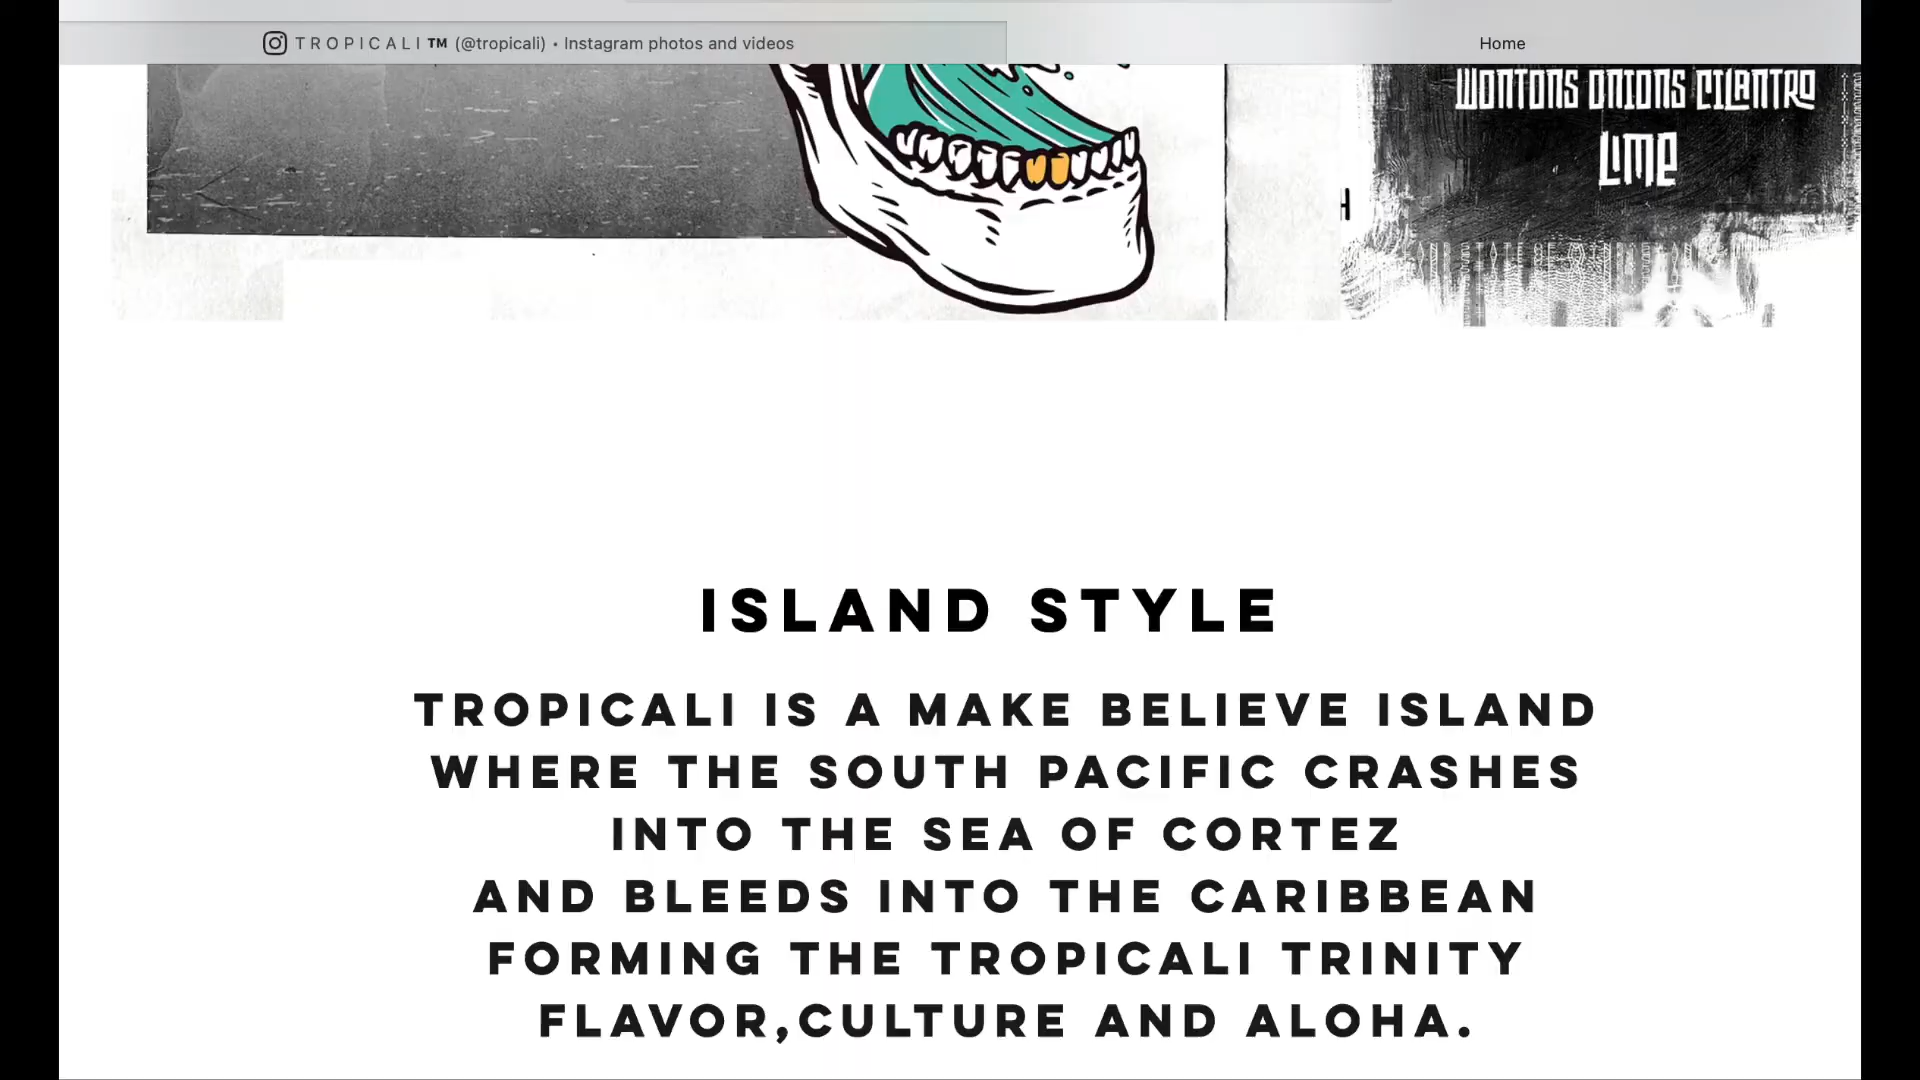 TROPICALI™ (@tropicali) • Instagram photos and videos
Home
WONTONS ONIONS CILANTRO
LIME
ISLAND STYLE
TROPICALI IS A MAKE BELIEVE ISLAND
WHERE THE SOUTH PACIFIC CRASHES
INTO THE SEA OF CORTEZ
AND BLEEDS INTO THE CARIBBEAN
FORMING THE TROPICALI TRINITY
FLAVOR,CULTURE AND ALOHA.